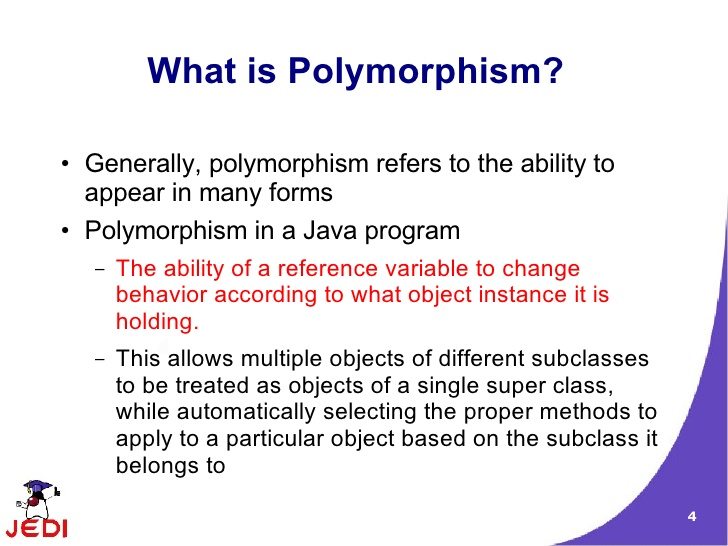 What is Polymorphism?
• Generally, polymorphism refers to the ability to
appear in many forms
• Polymorphism in a Java program
– The ability of a reference variable to change
behavior according to what object instance it is
holding.
– This allows multiple objects of different subclasses
to be treated as objects of a single super class,
while automatically selecting the proper methods to
apply to a particular object based on the subclass it
belongs to
JEDI
4